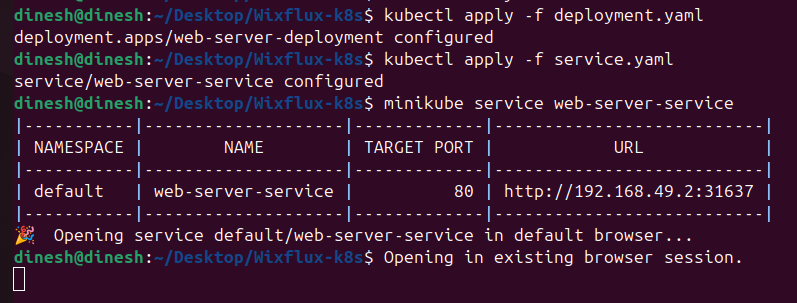 dinesh@dinesh:~/Desktop/Wixflux-k8s$ kubectl apply -f deployment.yaml
deployment.apps/web-server-deployment configured
dinesh@dinesh:~/Desktop/Wixflux-k8s$ kubectl apply -f service.yaml
service/web-server-service configured
dinesh@dinesh:~/Desktop/Wixflux-k8s$ minikube service web-server-service
|-----------|--------------------|-------------|---------------------------|
| NAMESPACE |        NAME        | TARGET PORT |            URL            |
|-----------|--------------------|-------------|---------------------------|
| default   | web-server-service |          80 | http://192.168.49.2:31637 |
|-----------|--------------------|-------------|---------------------------|
🎉  Opening service default/web-server-service in default browser...
dinesh@dinesh:~/Desktop/Wixflux-k8s$ Opening in existing browser session.